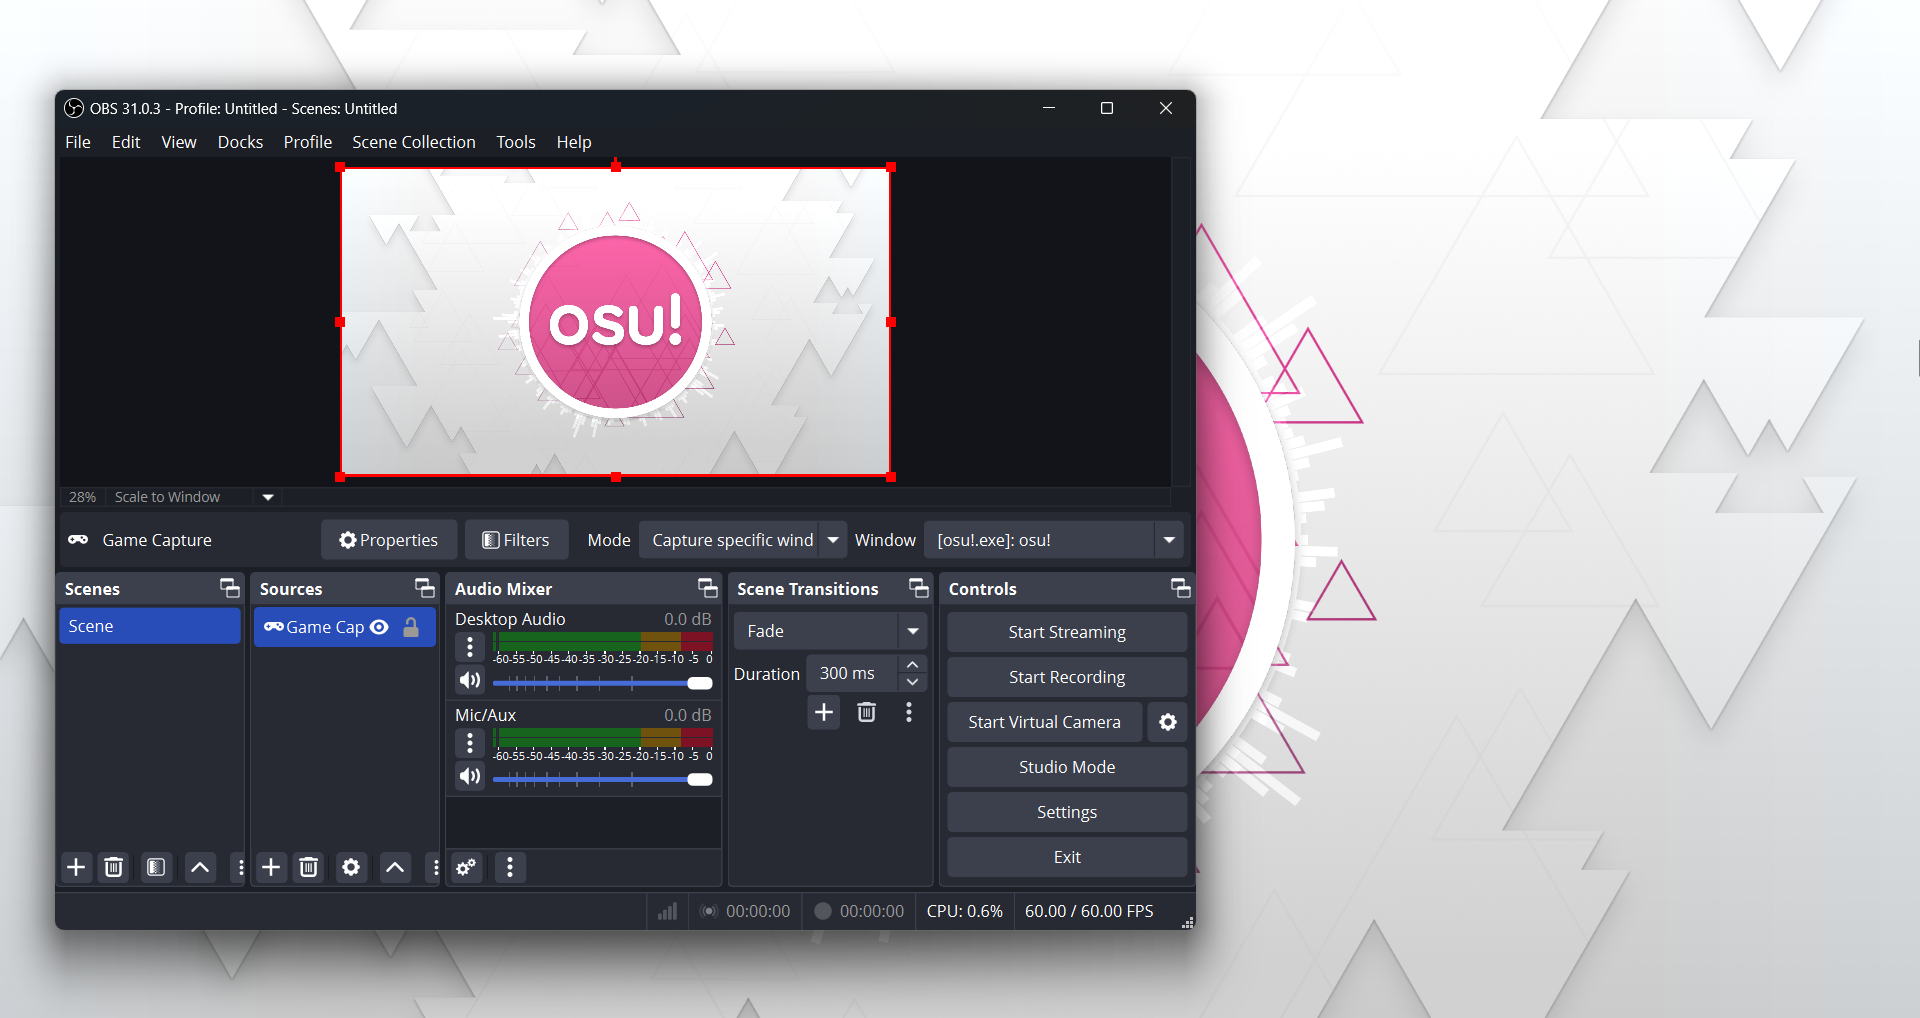 OBS 31.0.3 - Profile: Untitled - Scenes: Untitled
File Edit View Docks Profile Scene Collection Tools Help
osu!
28% Scale to Window
Game Capture Properties Filters Mode Capture specific wind Window [osu!.exe]: osu!
Scenes Sources Audio Mixer Scene Transitions Controls
Scene
Game Cap
Desktop Audio 0.0 dB
-60 -55 -50 -45 -40 -35 -30 -25 -20 -15 -10 -5 0
Mic/Aux 0.0 dB
-60 -55 -50 -45 -40 -35 -30 -25 -20 -15 -10 -5 0
Fade
Duration 300 ms
Start Streaming
Start Recording
Start Virtual Camera
Studio Mode
Settings
Exit
00:00:00 00:00:00 CPU: 0.6% 60.00 / 60.00 FPS